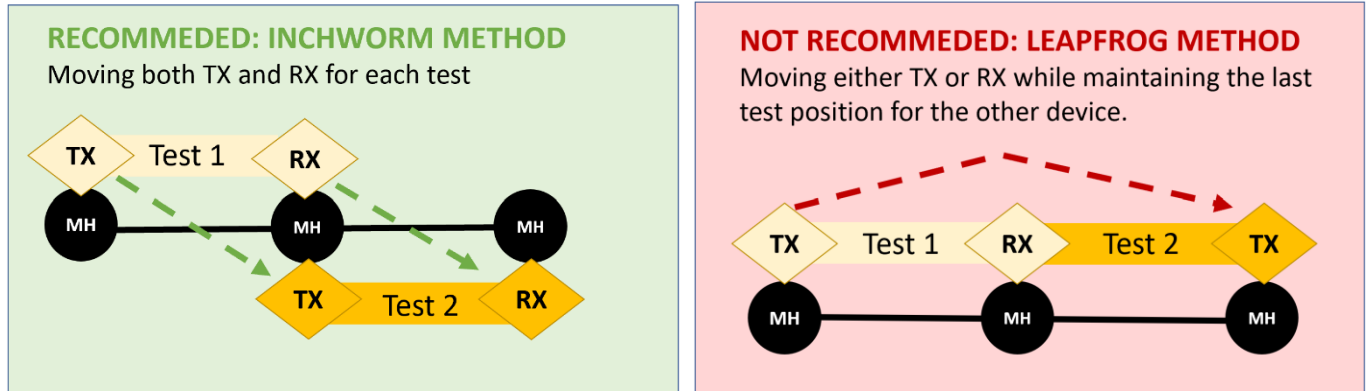 RECOMMEDED: INCHWORM METHOD
Moving both TX and RX for each test
TX
Test 1
RX
MH
MH
MH
TX
Test 2
RX
NOT RECOMMEDED: LEAPFROG METHOD
Moving either TX or RX while maintaining the last
test position for the other device.
TX
Test 1
RX
Test 2
TX
MH
MH
MH